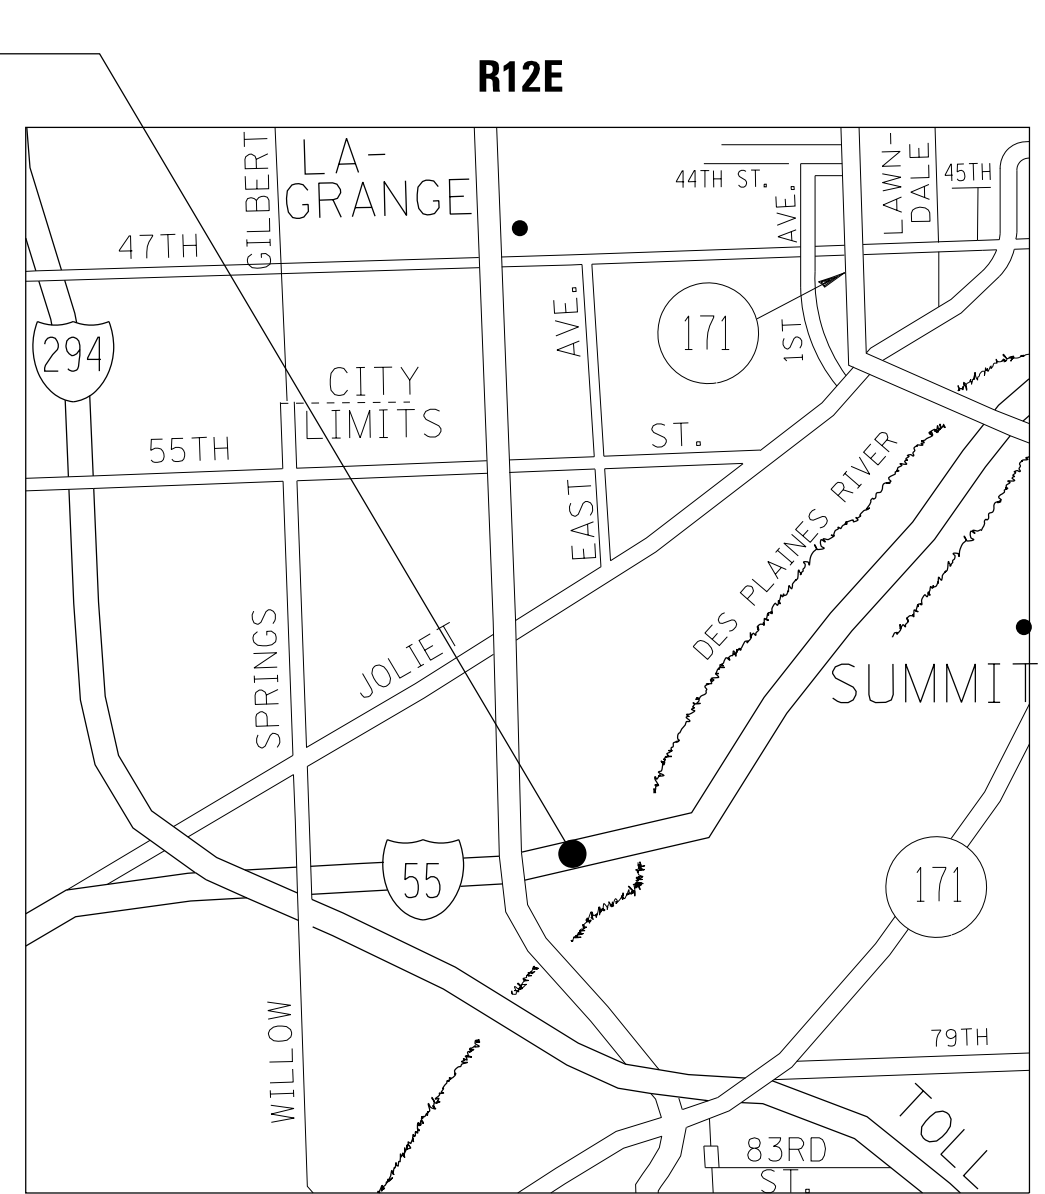 R12E
GILBERT
LA-
GRANGE
44TH ST.
AVE.
LAWN-
DALE
45TH
47TH
AVE.
171
1ST
294
CITY
LIMITS
55TH
ST.
EAST
DES PLAINES RIVER
SPRINGS
JOLIET
SUMMIT
55
171
WILLOW
79TH
TOLL
83RD
ST.